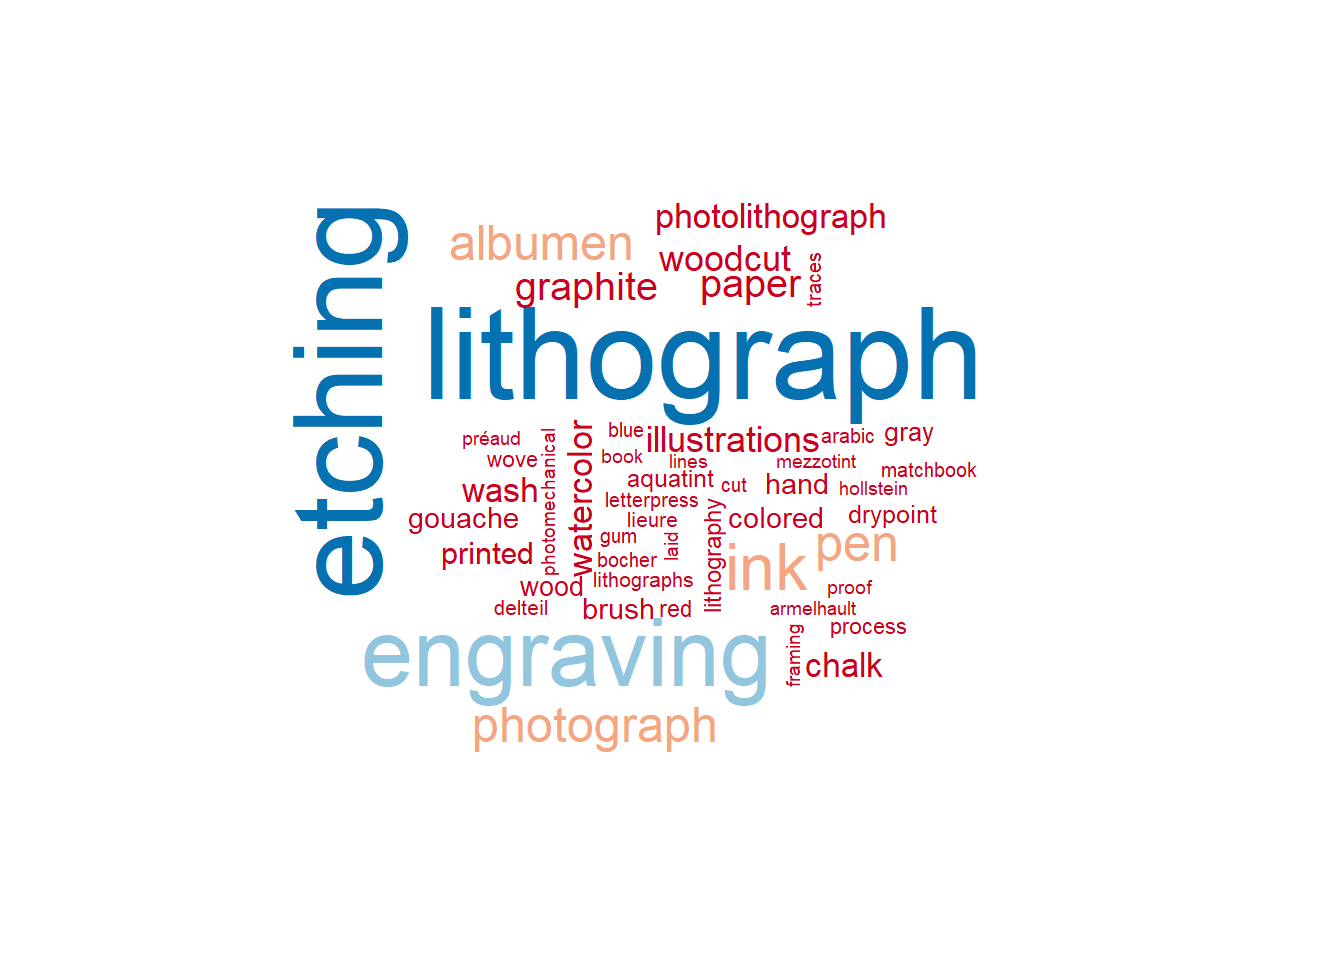 etching
albumen
photolithograph
woodcut
graphite
paper
traces
lithograph
préaud
wove
photomechanical
watercolor
blue
illustrations
arabic
gray
book
lines
mezzotint
matchbook
wash
aquatint
cut
hand
hollstein
letterpress
gouache
lieure
lithography
colored
drypoint
printed
gum
laid
ink
pen
bocher
wood
lithographs
proof
delteil
brush
red
armelhault
process
engraving
framing
chalk
photograph